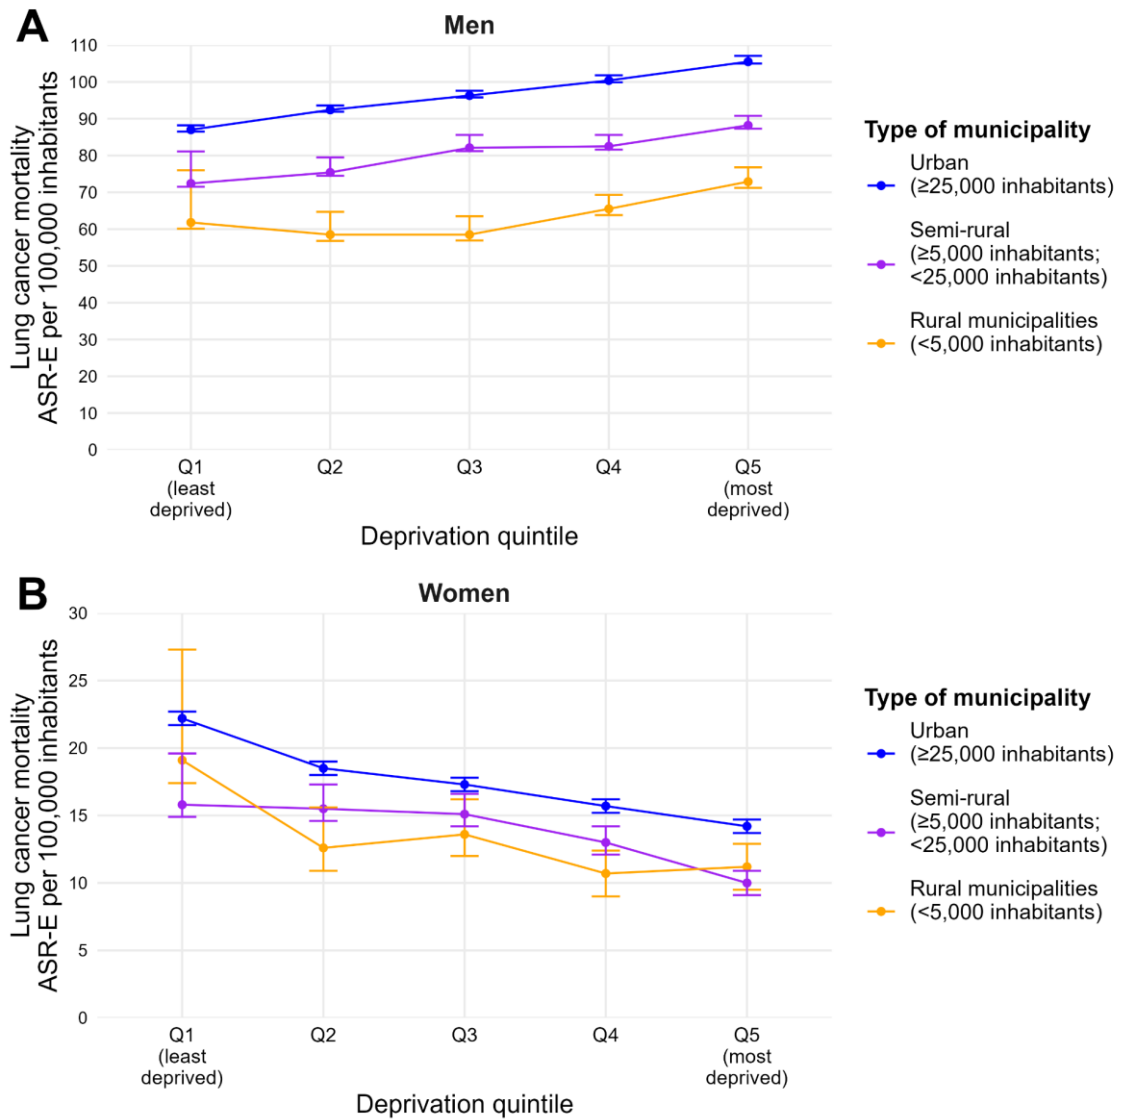 A
Men
Lung cancer mortality
ASR-E per 100,000 inhabitants
110
100
90
80
70
60
50
40
30
20
10
0
Q1
(least
deprived)
Q2
Q3
Q4
Q5
(most
deprived)
Deprivation quintile
Type of municipality
Urban
(≥25,000 inhabitants)
Semi-rural
(≥5,000 inhabitants;
<25,000 inhabitants)
Rural municipalities
(<5,000 inhabitants)
B
Women
Lung cancer mortality
ASR-E per 100,000 inhabitants
30
25
20
15
10
5
0
Q1
(least
deprived)
Q2
Q3
Q4
Q5
(most
deprived)
Deprivation quintile
Type of municipality
Urban
(≥25,000 inhabitants)
Semi-rural
(≥5,000 inhabitants;
<25,000 inhabitants)
Rural municipalities
(<5,000 inhabitants)